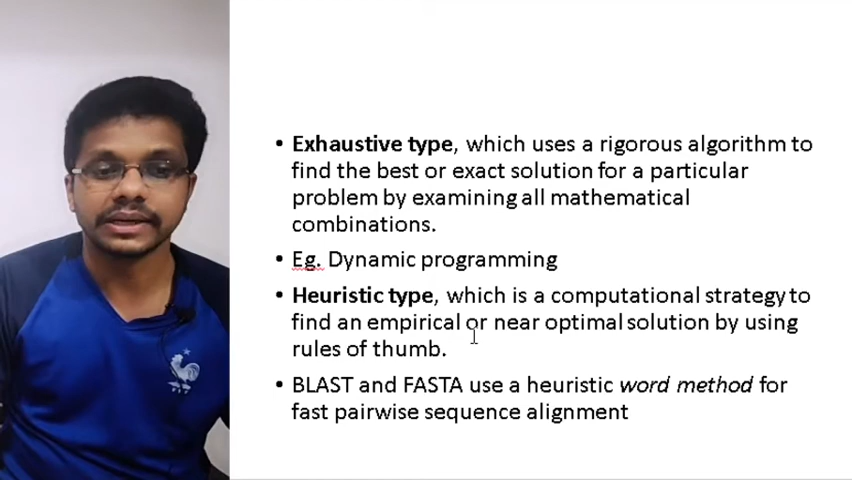 • Exhaustive type, which uses a rigorous algorithm to
find the best or exact solution for a particular
problem by examining all mathematical
combinations.
• Eg. Dynamic programming
• Heuristic type, which is a computational strategy to
find an empirical or near optimal solution by using
rules of thumb.
• BLAST and FASTA use a heuristic word method for
fast pairwise sequence alignment